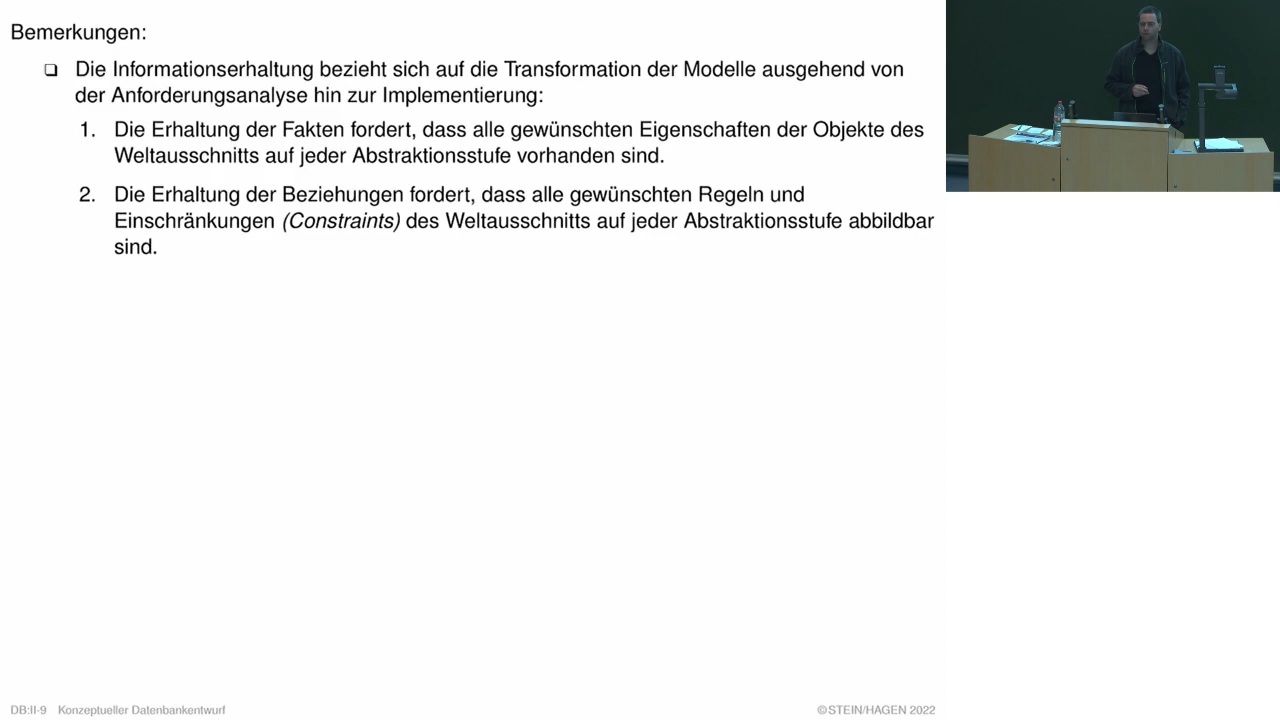 Bemerkungen:
❑ Die Informationserhaltung bezieht sich auf die Transformation der Modelle ausgehend von
der Anforderungsanalyse hin zur Implementierung:
1. Die Erhaltung der Fakten fordert, dass alle gewünschten Eigenschaften der Objekte des
Weltausschnitts auf jeder Abstraktionsstufe vorhanden sind.
2. Die Erhaltung der Beziehungen fordert, dass alle gewünschten Regeln und
Einschränkungen (Constraints) des Weltausschnitts auf jeder Abstraktionsstufe abbildbar
sind.
DB:II-9 Konzeptueller Datenbankentwurf
©STEIN/HAGEN 2022